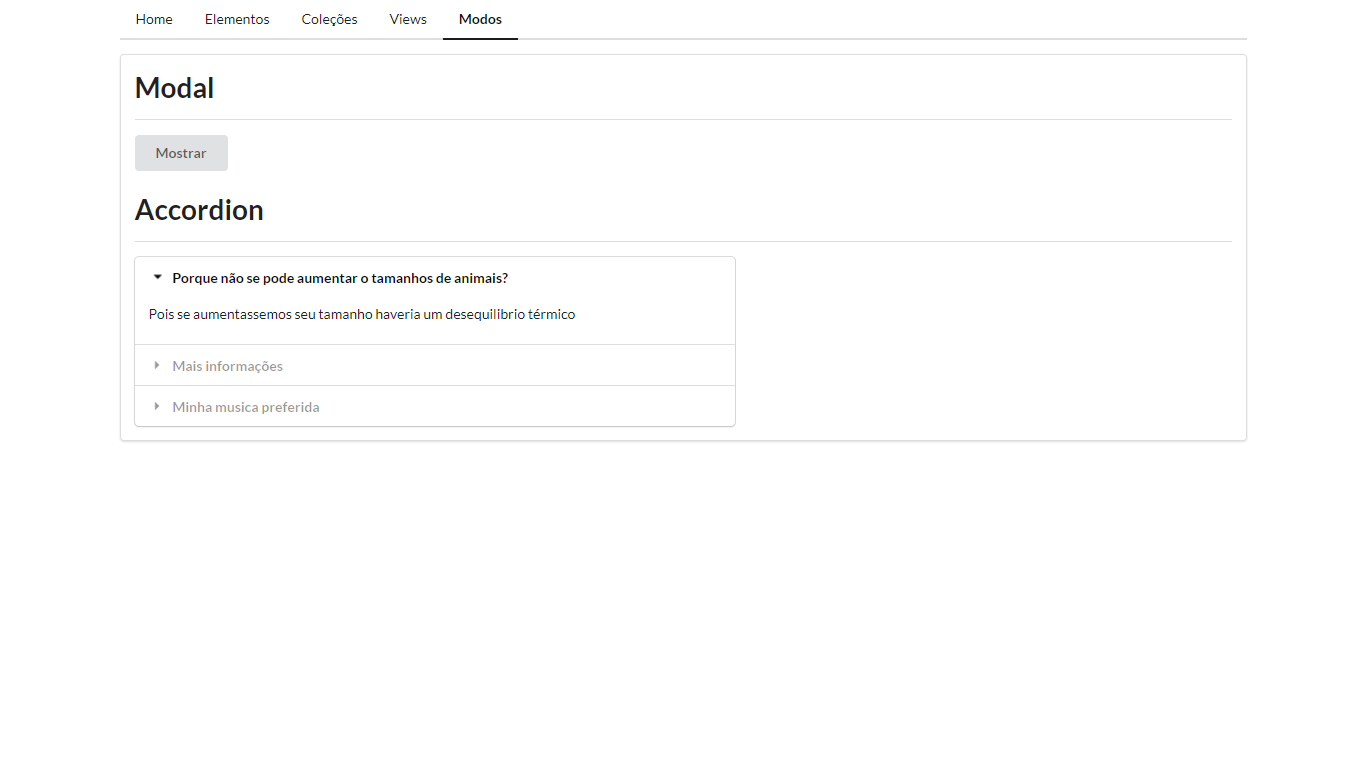 Home Elementos Coleções Views Modos
Modal
Mostrar
Accordion
Porque não se pode aumentar o tamanhos de animais?
Pois se aumentassemos seu tamanho haveria um desequilibrio térmico
Mais informações
Minha musica preferida